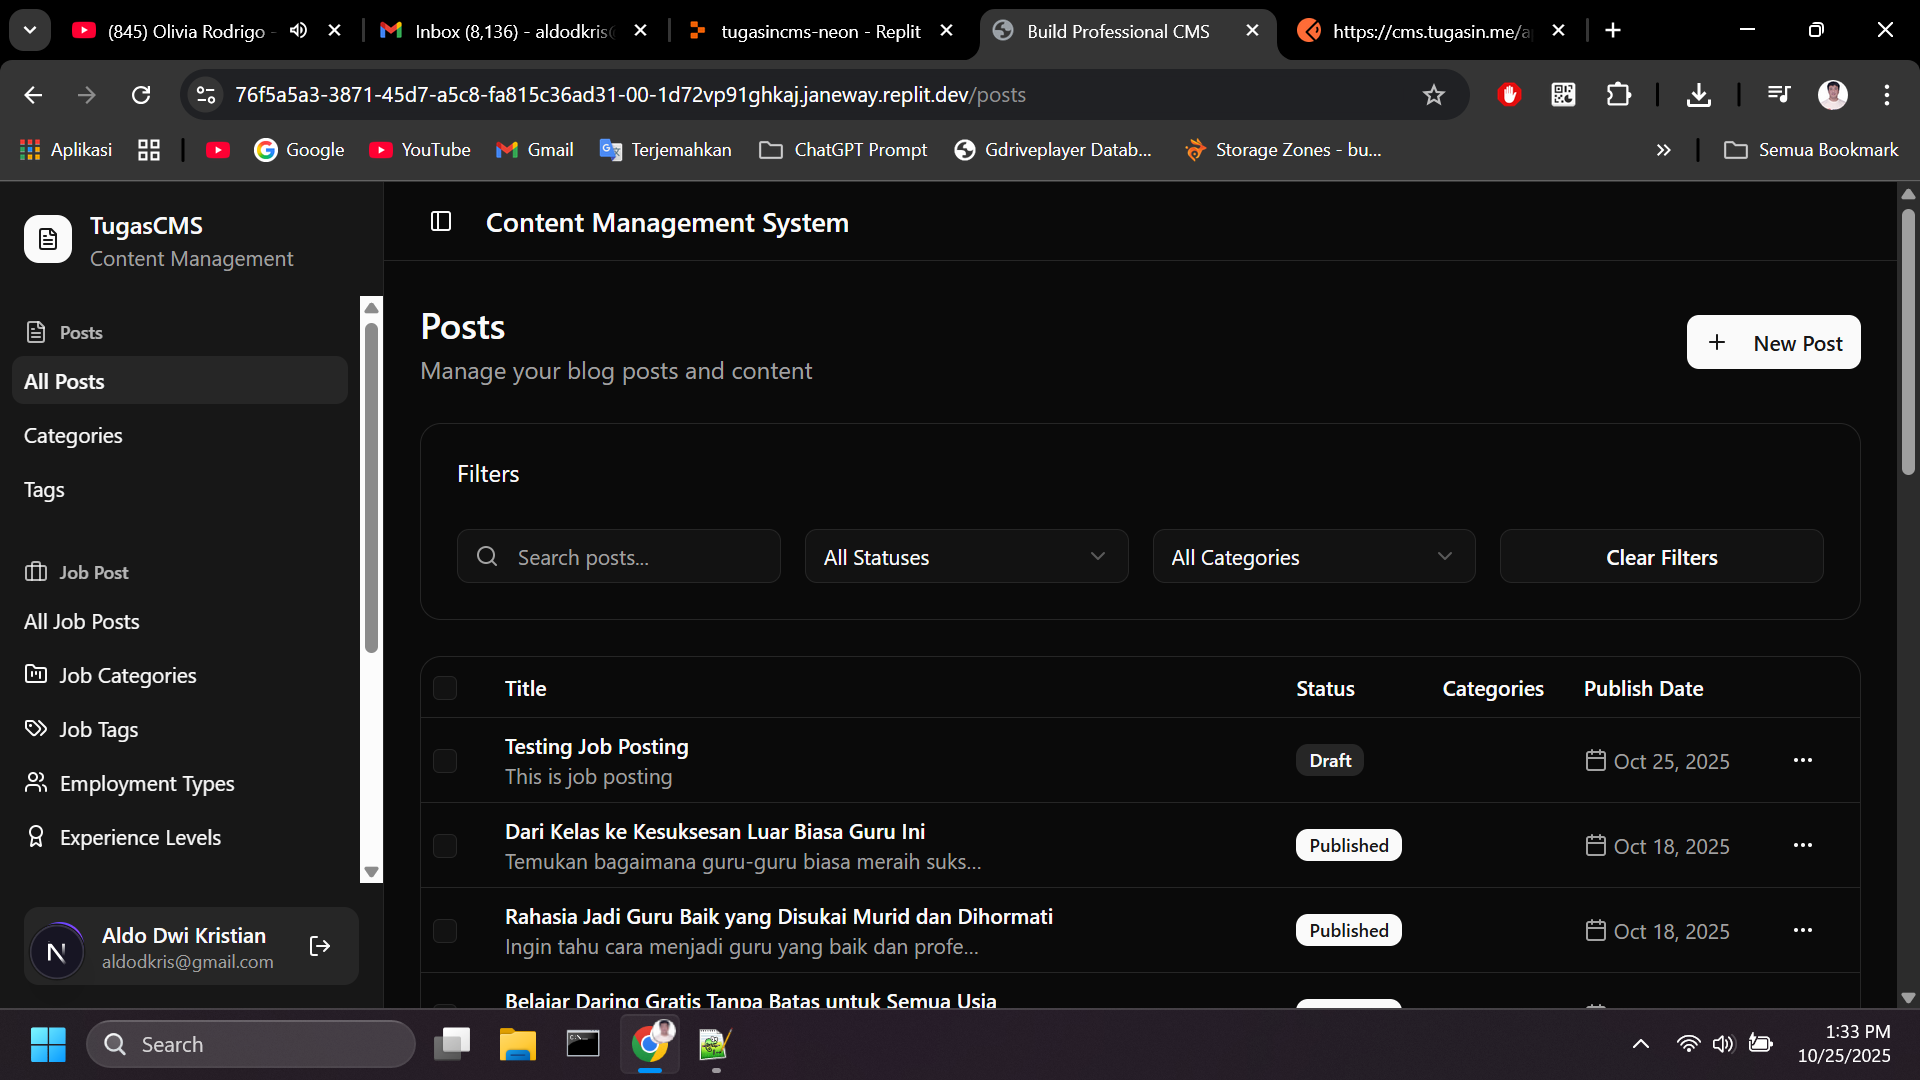 (845) Olivia Rodrigo -
Inbox (8,136) - aldodkris
tugasincms-neon - Replit
Build Professional CMS
https://cms.tugasin.me/a
76f5a5a3-3871-45d7-a5c8-fa815c36ad31-00-1d72vp91ghkaj.janeway.replit.dev/posts
Aplikasi
Google
YouTube
Gmail
Terjemahkan
ChatGPT Prompt
Gdriveplayer Datab...
Storage Zones - bu...
Semua Bookmark
TugasCMS
Content Management
Posts
All Posts
Categories
Tags
Job Post
All Job Posts
Job Categories
Job Tags
Employment Types
Experience Levels
N
Aldo Dwi Kristian
aldodkris@gmail.com
Content Management System
Posts
Manage your blog posts and content
New Post
Filters
Search posts...
All Statuses
All Categories
Clear Filters
Title Status Categories Publish Date
Testing Job Posting
This is job posting
Draft
Oct 25, 2025
Dari Kelas ke Kesuksesan Luar Biasa Guru Ini
Temukan bagaimana guru-guru biasa meraih suks...
Published
Oct 18, 2025
Rahasia Jadi Guru Baik yang Disukai Murid dan Dihormati
Ingin tahu cara menjadi guru yang baik dan profe...
Published
Oct 18, 2025
Belajar Daring Gratis Tanpa Batas untuk Semua Usia
Search
1:33 PM
10/25/2025